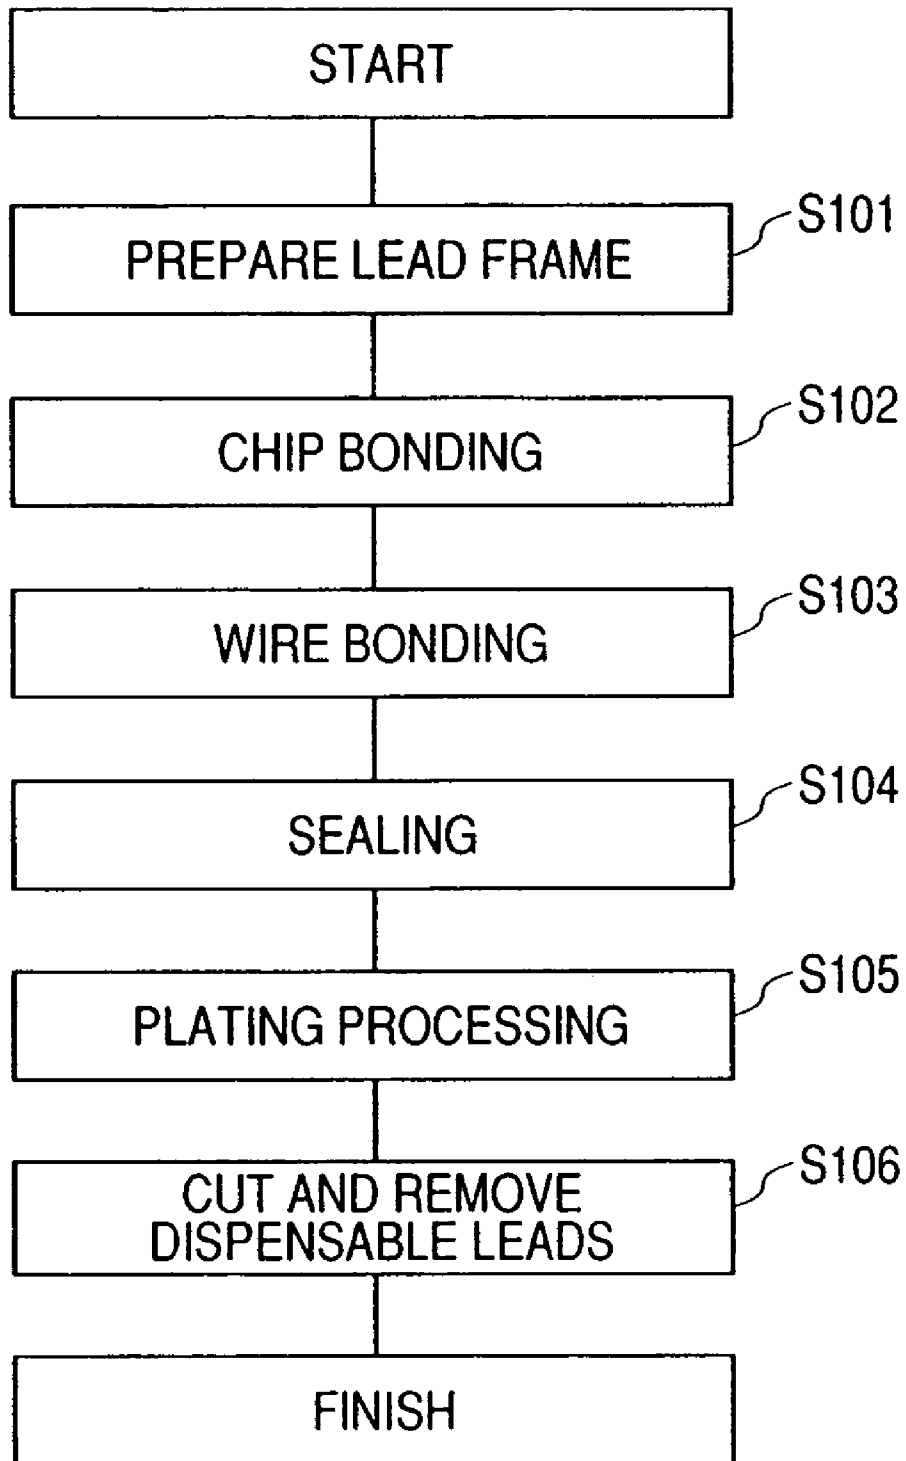 START
PREPARE LEAD FRAME
S101
CHIP BONDING
S102
WIRE BONDING
S103
SEALING
S104
PLATING PROCESSING
S105
CUT AND REMOVE
DISPENSABLE LEADS
S106
FINISH